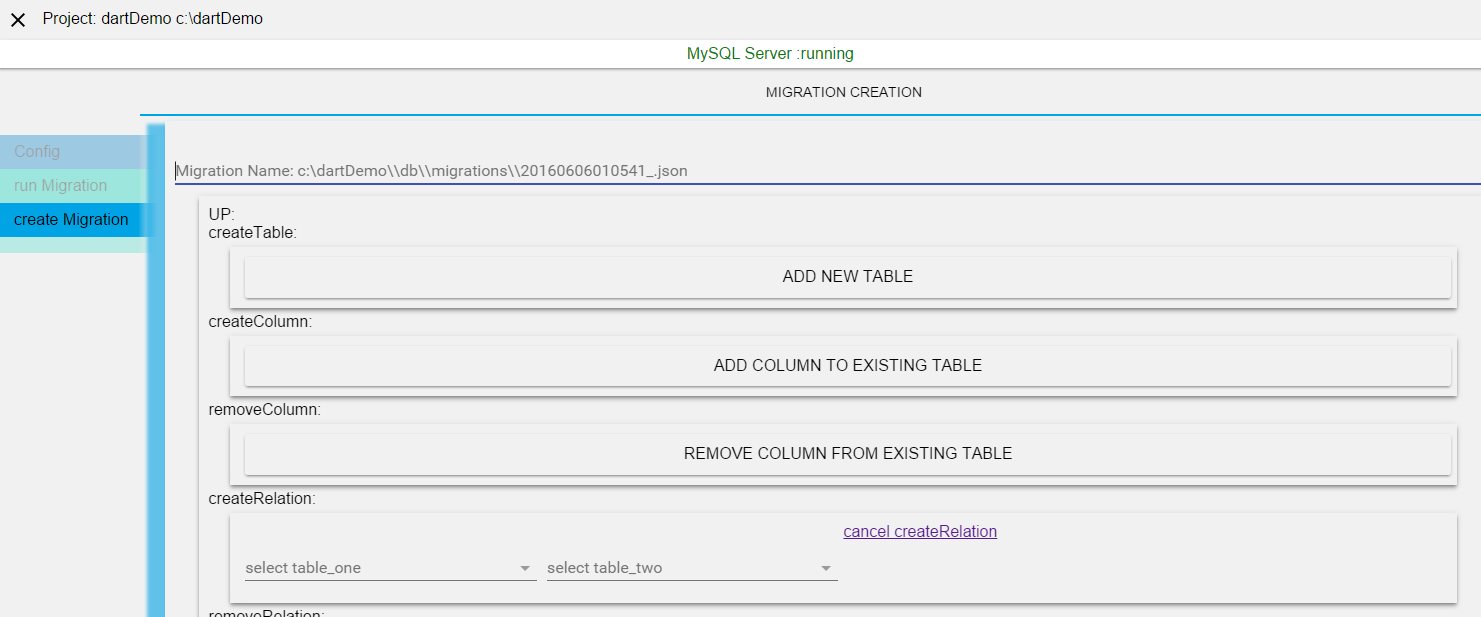 Project: dartDemo c:\dartDemo
MySQL Server :running
MIGRATION CREATION
Config
run Migration
create Migration
Migration Name: c:\dartDemo\\db\\migrations\\20160606010541_.json
UP:
createTable:
ADD NEW TABLE
createColumn:
ADD COLUMN TO EXISTING TABLE
removeColumn:
REMOVE COLUMN FROM EXISTING TABLE
createRelation:
cancel createRelation
select table_one select table_two
removeRelation: